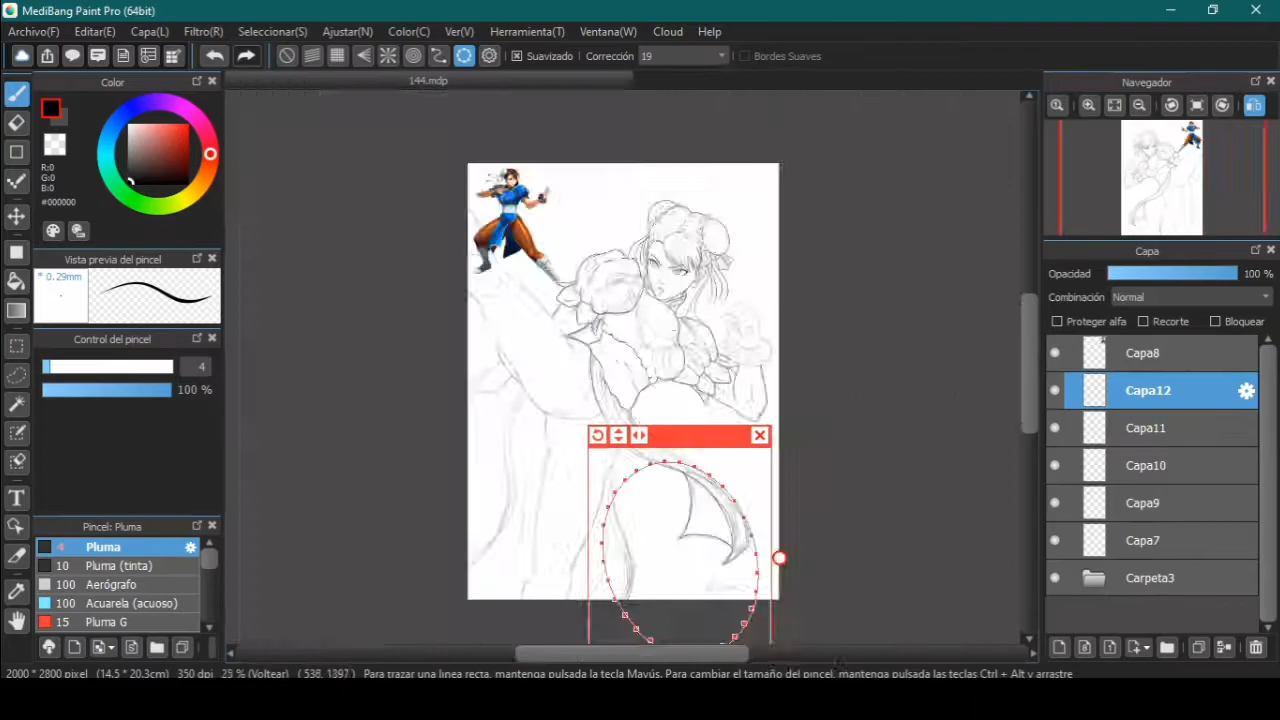 MediBang Paint Pro (64bit)
Archivo(F) Editar(E) Capa(L) Filtro(R) Seleccionar(S) Ajustar(N) Color(C) Ver(V) Herramienta(T) Ventana(W) Cloud Help
Suavizado Corrección 19 Bordes Suaves
144.mdp
Color
R:0
G:0
B:0
#000000
Vista previa del pincel
* 0.29mm
Control del pincel
4
100 %
Pincel: Pluma
4 Pluma
10 Pluma (tinta)
100 Aerógrafo
100 Acuarela (acuoso)
15 Pluma G
Navegador
Capa
Opacidad 100 %
Combinación Normal
Proteger alfa Recorte Bloquear
Capa8
Capa12
Capa11
Capa10
Capa9
Capa7
Carpeta3
2000 * 2800 pixel (14.5 * 20.3cm) 350 dpi 25 % (Voltear) ( 538, 1897 ) Para trazar una linea recta, mantenga pulsada la tecla Mayús. Para cambiar el tamaño del pincel, mantenga pulsada las teclas Ctrl + Alt y arrastre